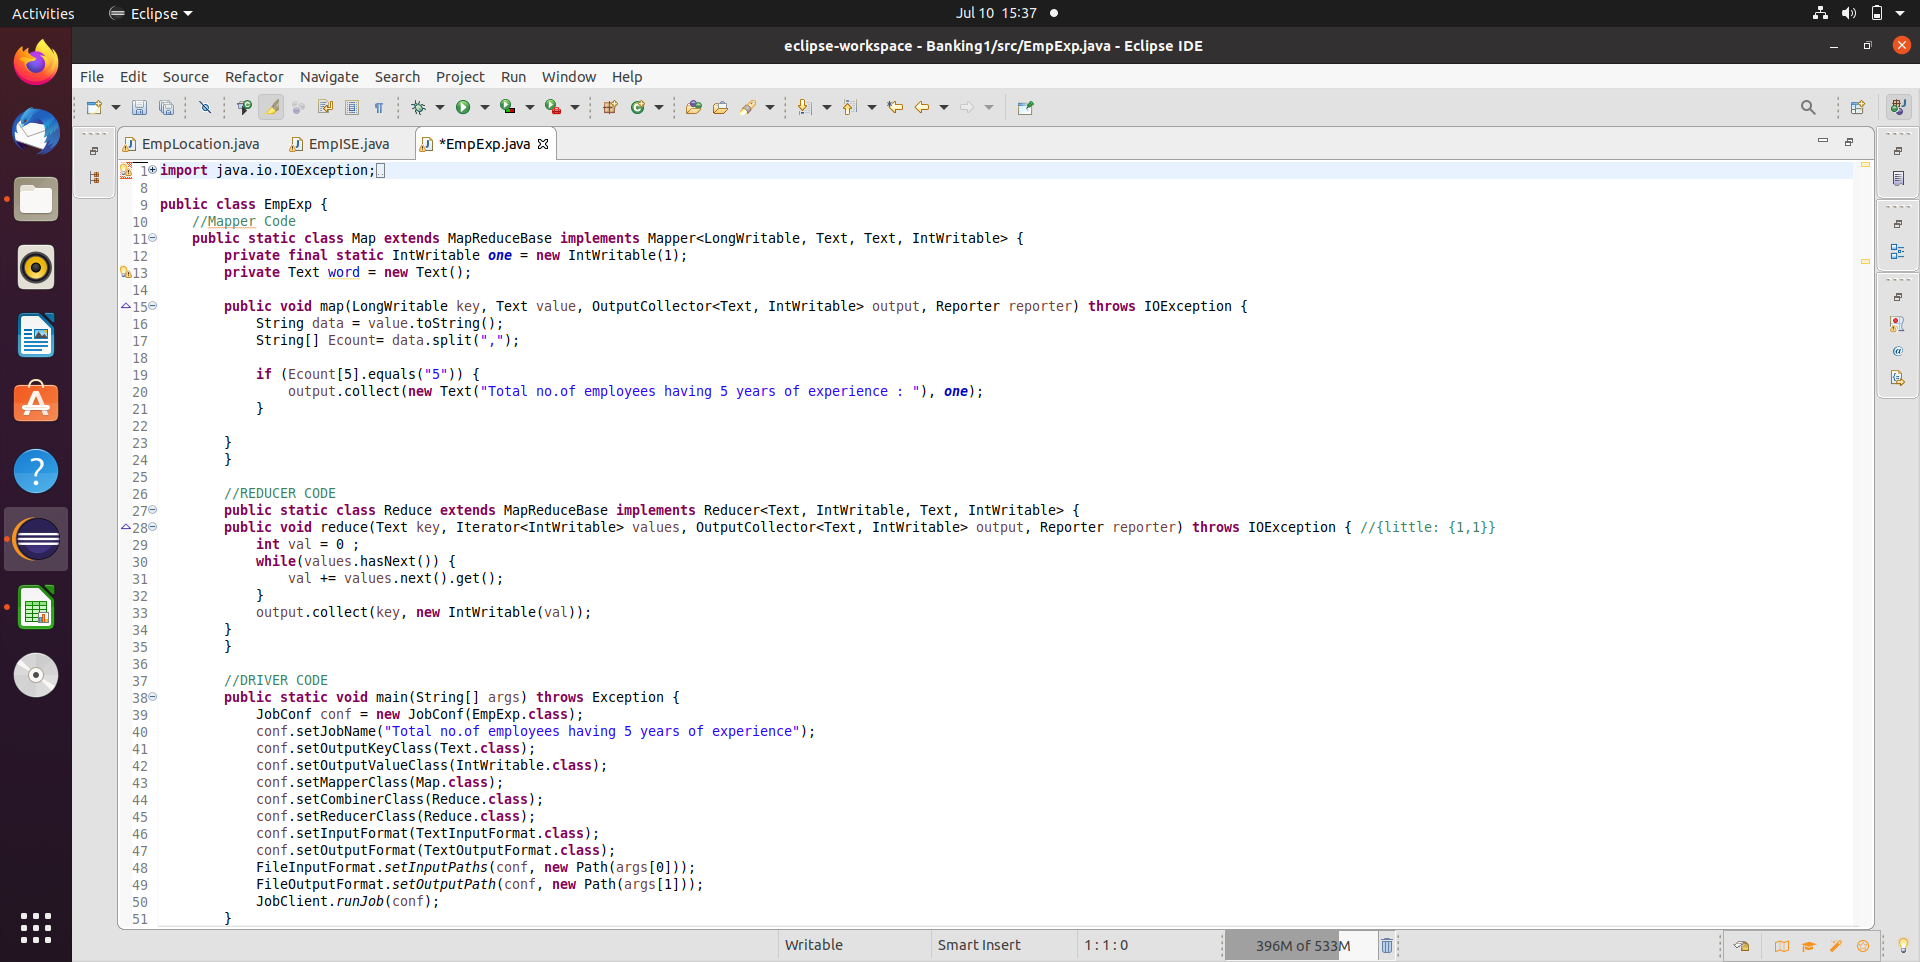 Activities
Eclipse
Jul 10 15:37
eclipse-workspace - Banking1/src/EmpExp.java - Eclipse IDE
File Edit Source Refactor Navigate Search Project Run Window Help
EmpLocation.java EmpISE.java *EmpExp.java
1 import java.io.IOException;
8
9 public class EmpExp {
10 //Mapper Code
11 public static class Map extends MapReduceBase implements Mapper<LongWritable, Text, Text, IntWritable> {
12 private final static IntWritable one = new IntWritable(1);
13 private Text word = new Text();
14
15 public void map(LongWritable key, Text value, OutputCollector<Text, IntWritable> output, Reporter reporter) throws IOException {
16 String data = value.toString();
17 String[] Ecount= data.split(",");
18
19 if (Ecount[5].equals("5")) {
20 output.collect(new Text("Total no.of employees having 5 years of experience : "), one);
21 }
22
23 }
24 }
25
26 //REDUCER CODE
27 public static class Reduce extends MapReduceBase implements Reducer<Text, IntWritable, Text, IntWritable> {
28 public void reduce(Text key, Iterator<IntWritable> values, OutputCollector<Text, IntWritable> output, Reporter reporter) throws IOException { //{little: {1,1}}
29 int val = 0 ;
30 while(values.hasNext()) {
31 val += values.next().get();
32 }
33 output.collect(key, new IntWritable(val));
34 }
35 }
36
37 //DRIVER CODE
38 public static void main(String[] args) throws Exception {
39 JobConf conf = new JobConf(EmpExp.class);
40 conf.setJobName("Total no.of employees having 5 years of experience");
41 conf.setOutputKeyClass(Text.class);
42 conf.setOutputValueClass(IntWritable.class);
43 conf.setMapperClass(Map.class);
44 conf.setCombinerClass(Reduce.class);
45 conf.setReducerClass(Reduce.class);
46 conf.setInputFormat(TextInputFormat.class);
47 conf.setOutputFormat(TextOutputFormat.class);
48 FileInputFormat.setInputPaths(conf, new Path(args[0]));
49 FileOutputFormat.setOutputPath(conf, new Path(args[1]));
50 JobClient.runJob(conf);
51 }
Writable Smart Insert 1 : 1 : 0 396M of 533M